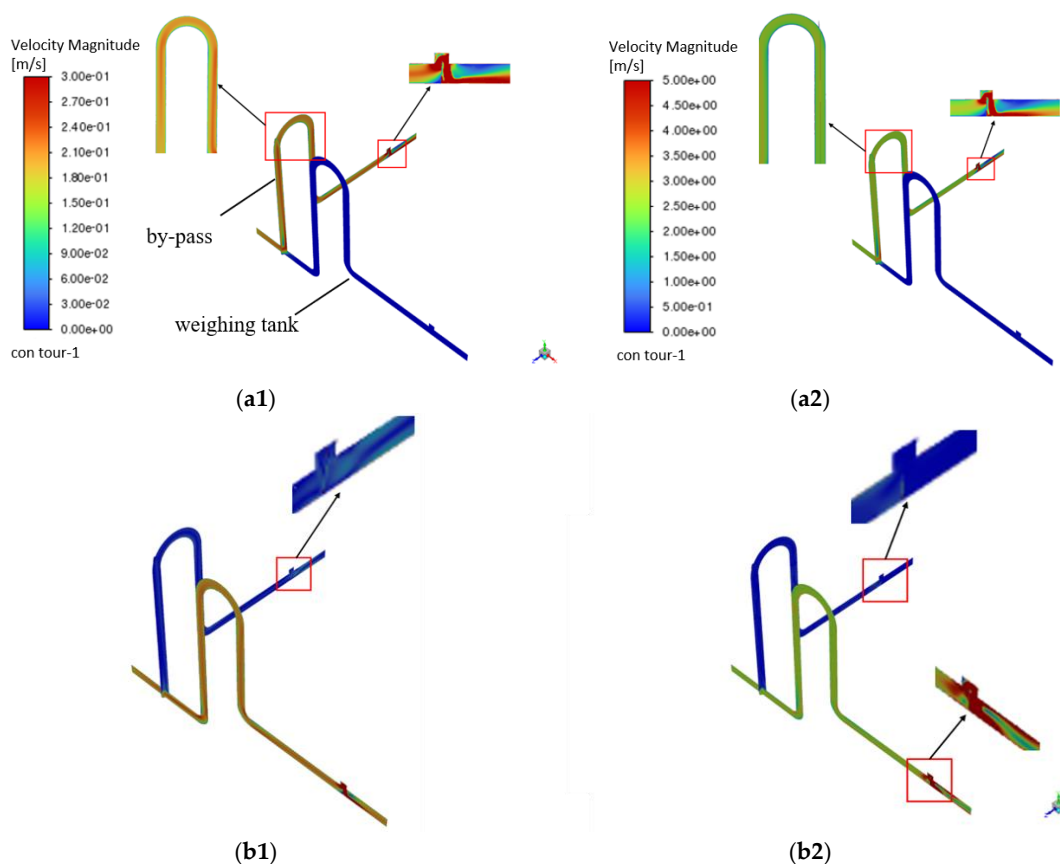 Velocity Magnitude
[m/s]
3.00e-01
2.70e-01
2.40e-01
2.10e-01
1.80e-01
1.50e-01
1.20e-01
9.00e-02
6.00e-02
3.00e-02
0.00e+00
con tour-1
by-pass
weighing tank
(a1)
Velocity Magnitude
[m/s]
5.00e+00
4.50e+00
4.00e+00
3.50e+00
3.00e+00
2.50e+00
2.00e+00
1.50e+00
1.00e+00
5.00e-01
0.00e+00
con tour-1
(a2)
(b1)
(b2)